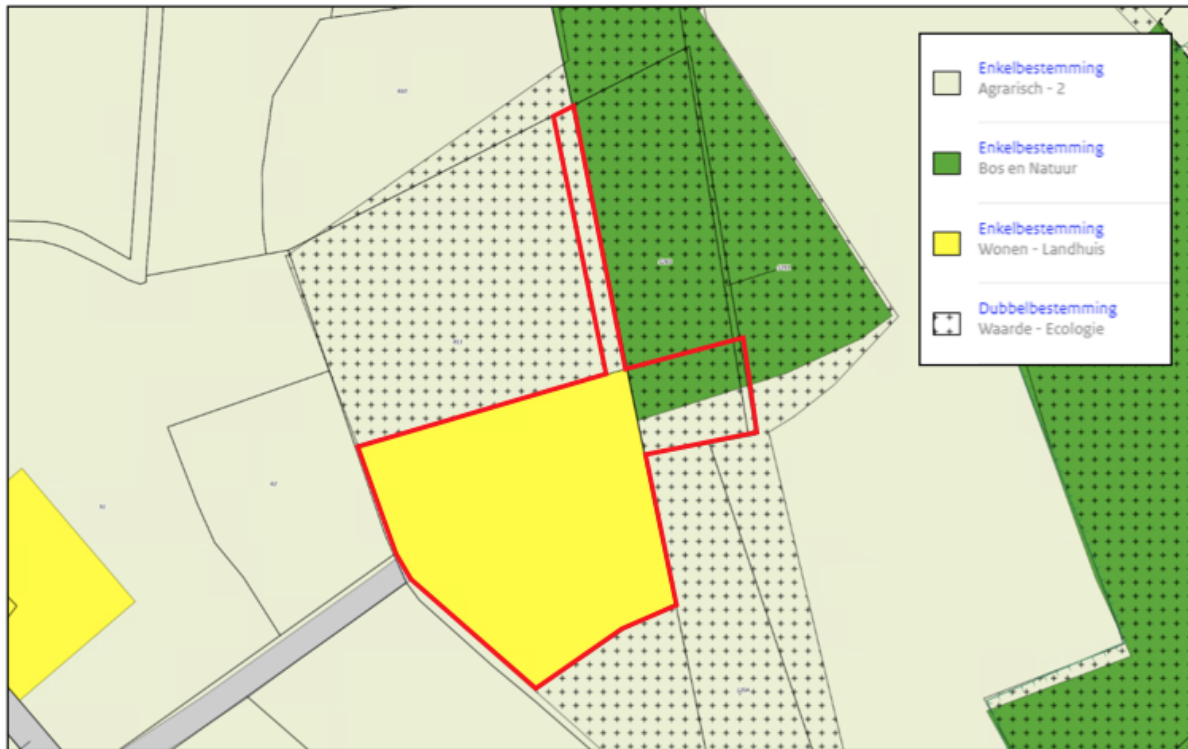 Enkelbestemming
Agrarisch - 2
Enkelbestemming
Bos en Natuur
Enkelbestemming
Wonen - Landhuis
Dubbelbestemming
Waarde - Ecologie